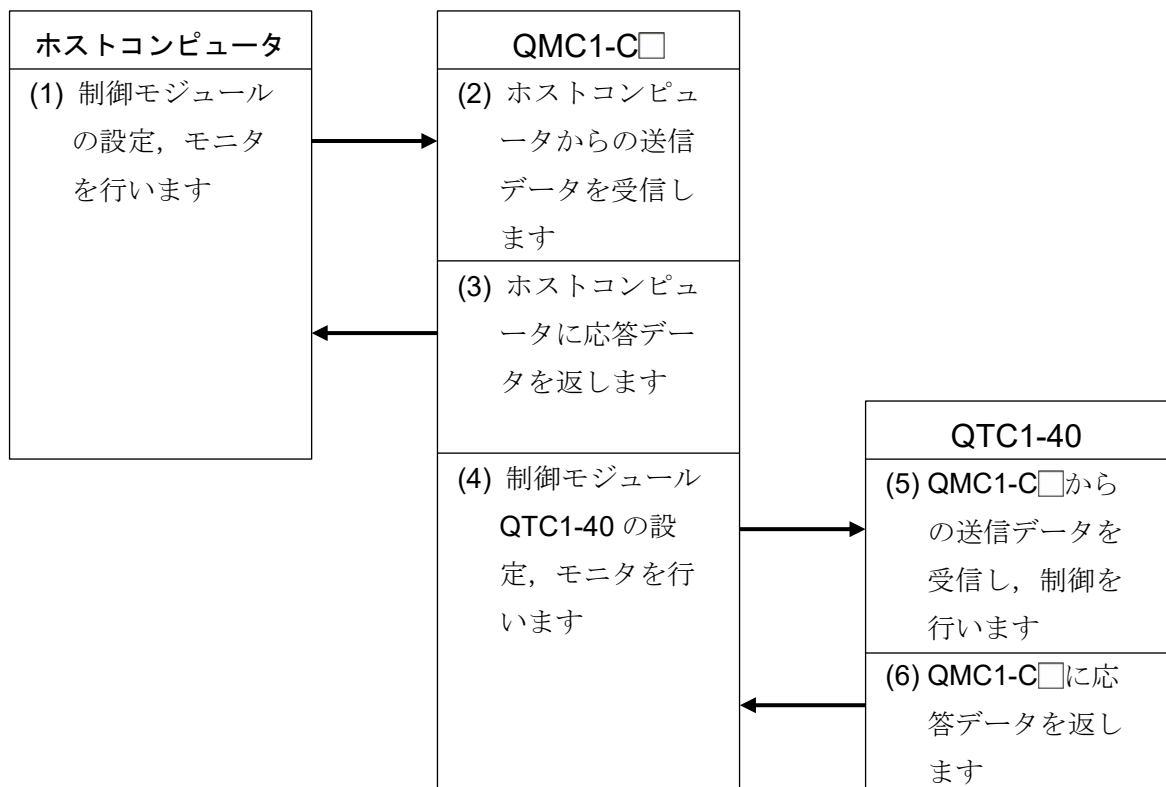 ホストコンピュータ
(1) 制御モジュール
の設定，モニタ
を行います
QMC1-C□
(2) ホストコンピュ
ータからの送信
データを受信し
ます
(3) ホストコンピュ
ータに応答デー
タを返します
(4) 制御モジュール
QTC1-40 の設
定，モニタを行
います
QTC1-40
(5) QMC1-C□から
の送信データを
受信し，制御を
行います
(6) QMC1-C□に応
答データを返し
ます